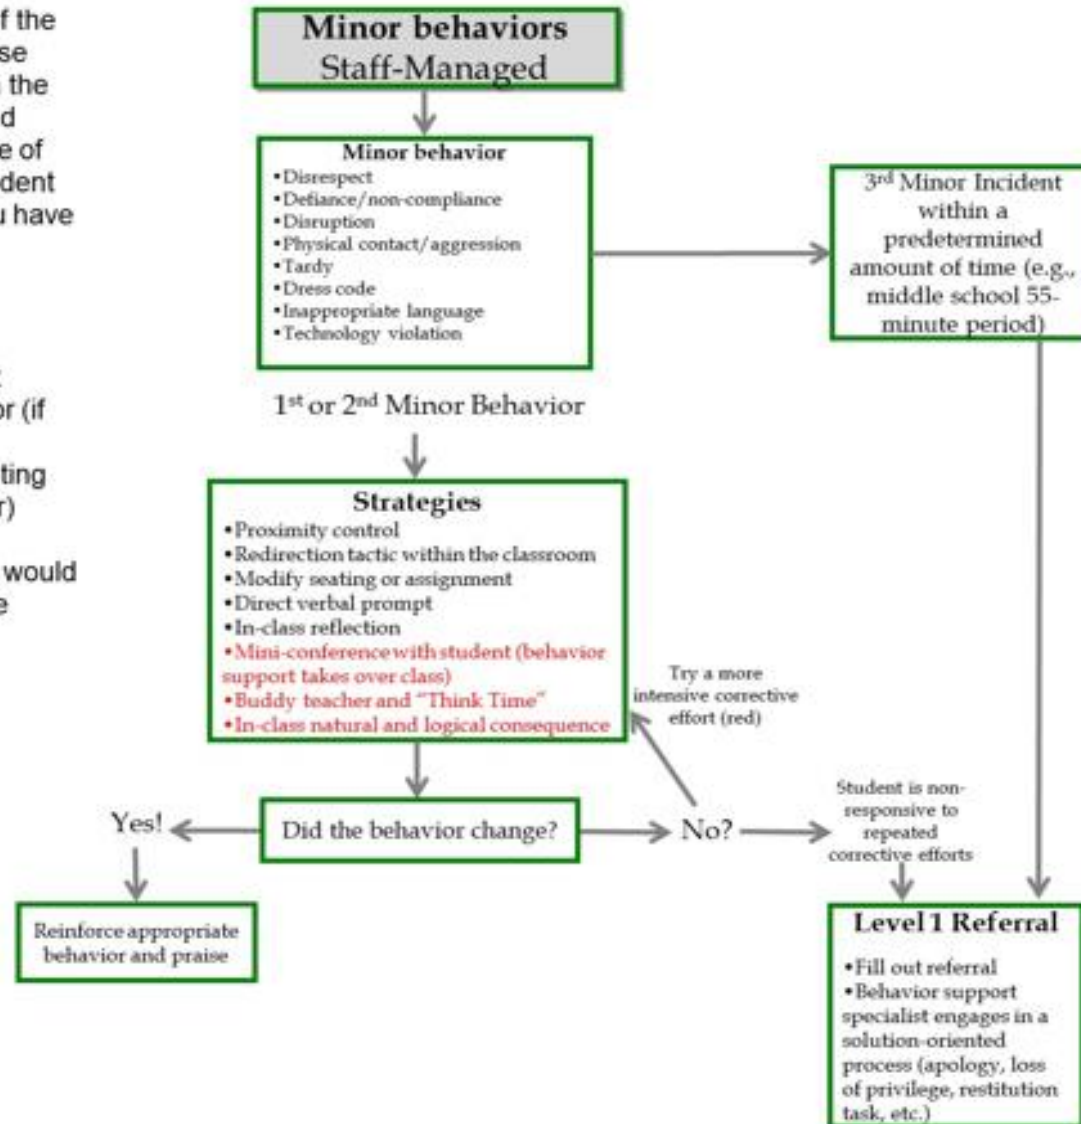 f the
se
the
d
e of
dent
u have
or (if
ting
r)
would
e
Minor behaviors
Staff-Managed
Minor behavior
•Disrespect
•Defiance/non-compliance
•Disruption
•Physical contact/aggression
•Tardy
•Dress code
•Inappropriate language
•Technology violation
3rd Minor Incident
within a
predetermined
amount of time (e.g.,
middle school 55-
minute period)
1st or 2nd Minor Behavior
Strategies
•Proximity control
•Redirection tactic within the classroom
•Modify seating or assignment
•Direct verbal prompt
•In-class reflection
•Mini-conference with student (behavior
support takes over class)
•Buddy teacher and "Think Time"
•In-class natural and logical consequence
Try a more
intensive corrective
effort (red)
Did the behavior change?
Yes!
No?
Student is non-
responsive to
repeated
corrective efforts
Reinforce appropriate
behavior and praise
Level 1 Referral
•Fill out referral
•Behavior support
specialist engages in a
solution-oriented
process (apology, loss
of privilege, restitution
task, etc.)